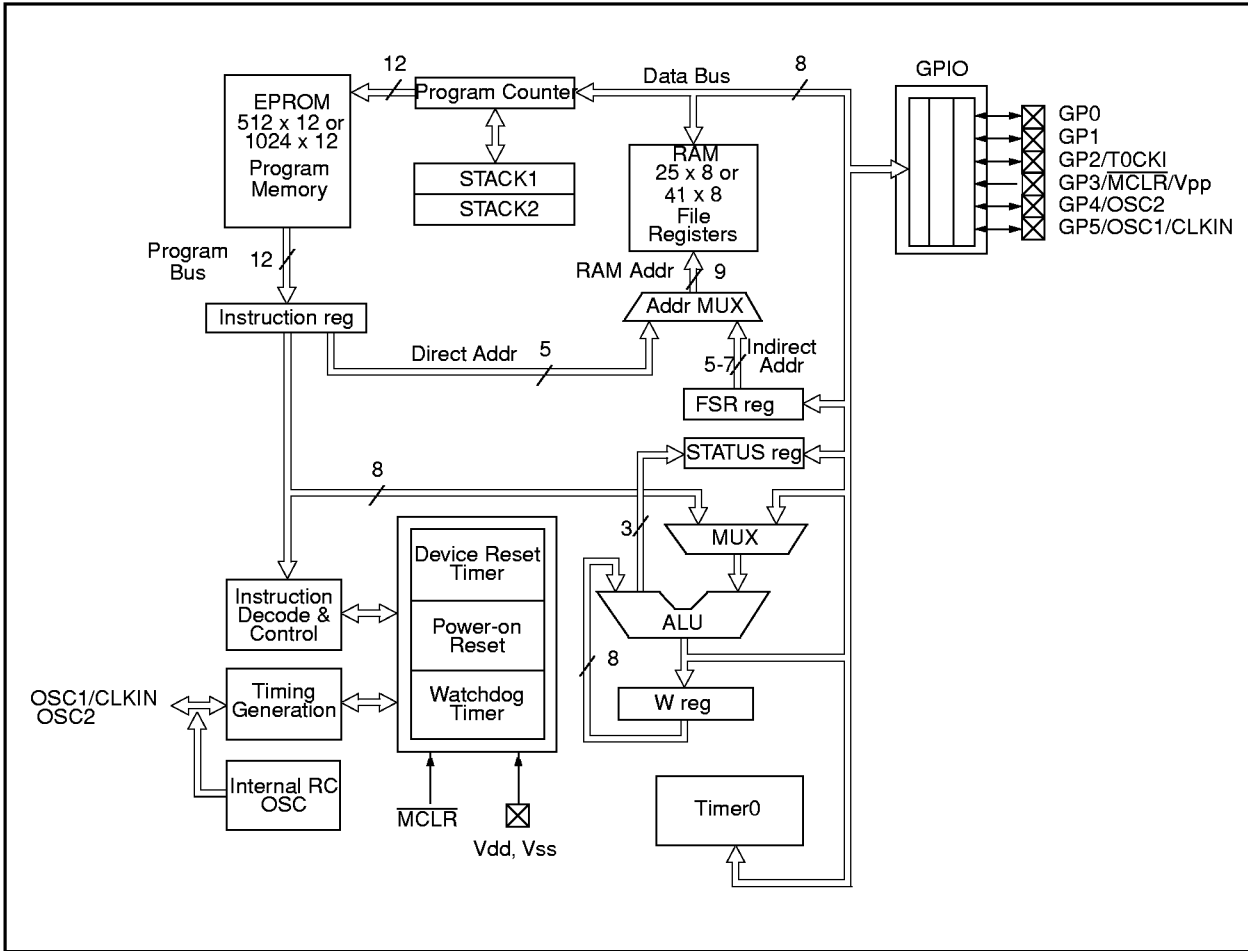 12
Data Bus
8
GPIO
EPROM
512 x 12 or
1024 x 12
Program
Memory
Program Counter
STACK1
STACK2
RAM
25 x 8 or
41 x 8
File
Registers
GP0
GP1
GP2/T0CKI
GP3/MCLR/Vpp
GP4/OSC2
GP5/OSC1/CLKIN
Program
Bus
12
RAM Addr
9
Instruction reg
Addr MUX
Direct Addr
5
5-7
Indirect
Addr
FSR reg
STATUS reg
8
3
MUX
Device Reset
Timer
Power-on
Reset
Watchdog
Timer
Instruction
Decode &
Control
ALU
8
W reg
OSC1/CLKIN
OSC2
Timing
Generation
Internal RC
OSC
MCLR
Vdd, Vss
Timer0